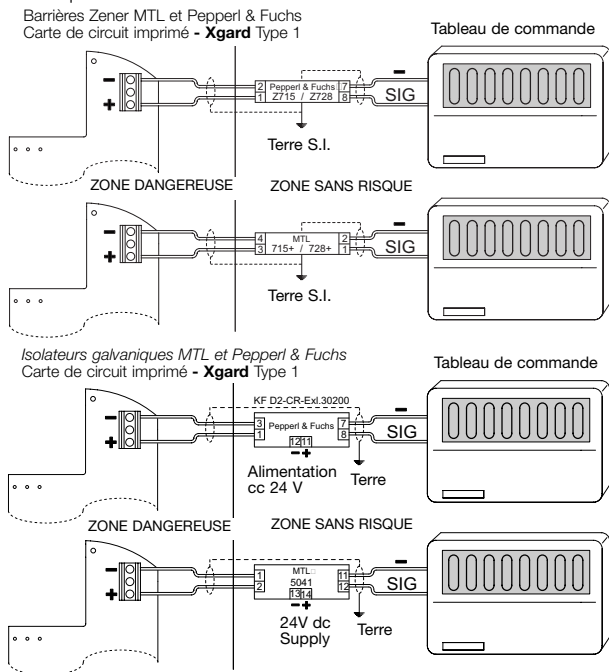 Barrières Zener MTL et Pepperl & Fuchs
Carte de circuit imprimé - Xgard Type 1
Tableau de commande
- 2 Pepperl & Fuchs 7 -
+ 1 Z715 / Z728 8 SIG
Terre S.I.
ZONE DANGEREUSE ZONE SANS RISQUE
- 4 MTL 2 -
+ 3 715+ / 728+ 1 SIG
Terre S.I.
Isolateurs galvaniques MTL et Pepperl & Fuchs
Carte de circuit imprimé - Xgard Type 1
Tableau de commande
KF D2-CR-Exl.30200
- 3 Pepperl & Fuchs 7 -
+ 1 12 11 8 SIG
- +
Alimentation
cc 24 V
Terre
ZONE DANGEREUSE ZONE SANS RISQUE
- 1 MTL 11 -
+ 2 5041 12 SIG
13 14
- +
24V dc
Supply
Terre